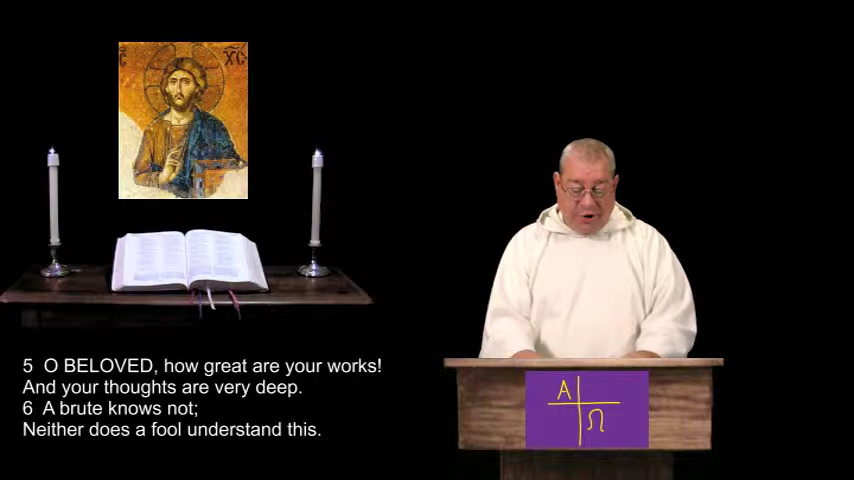 C
X̅C
5 O BELOVED, how great are your works!
And your thoughts are very deep.
6 A brute knows not;
Neither does a fool understand this.
A
Ω